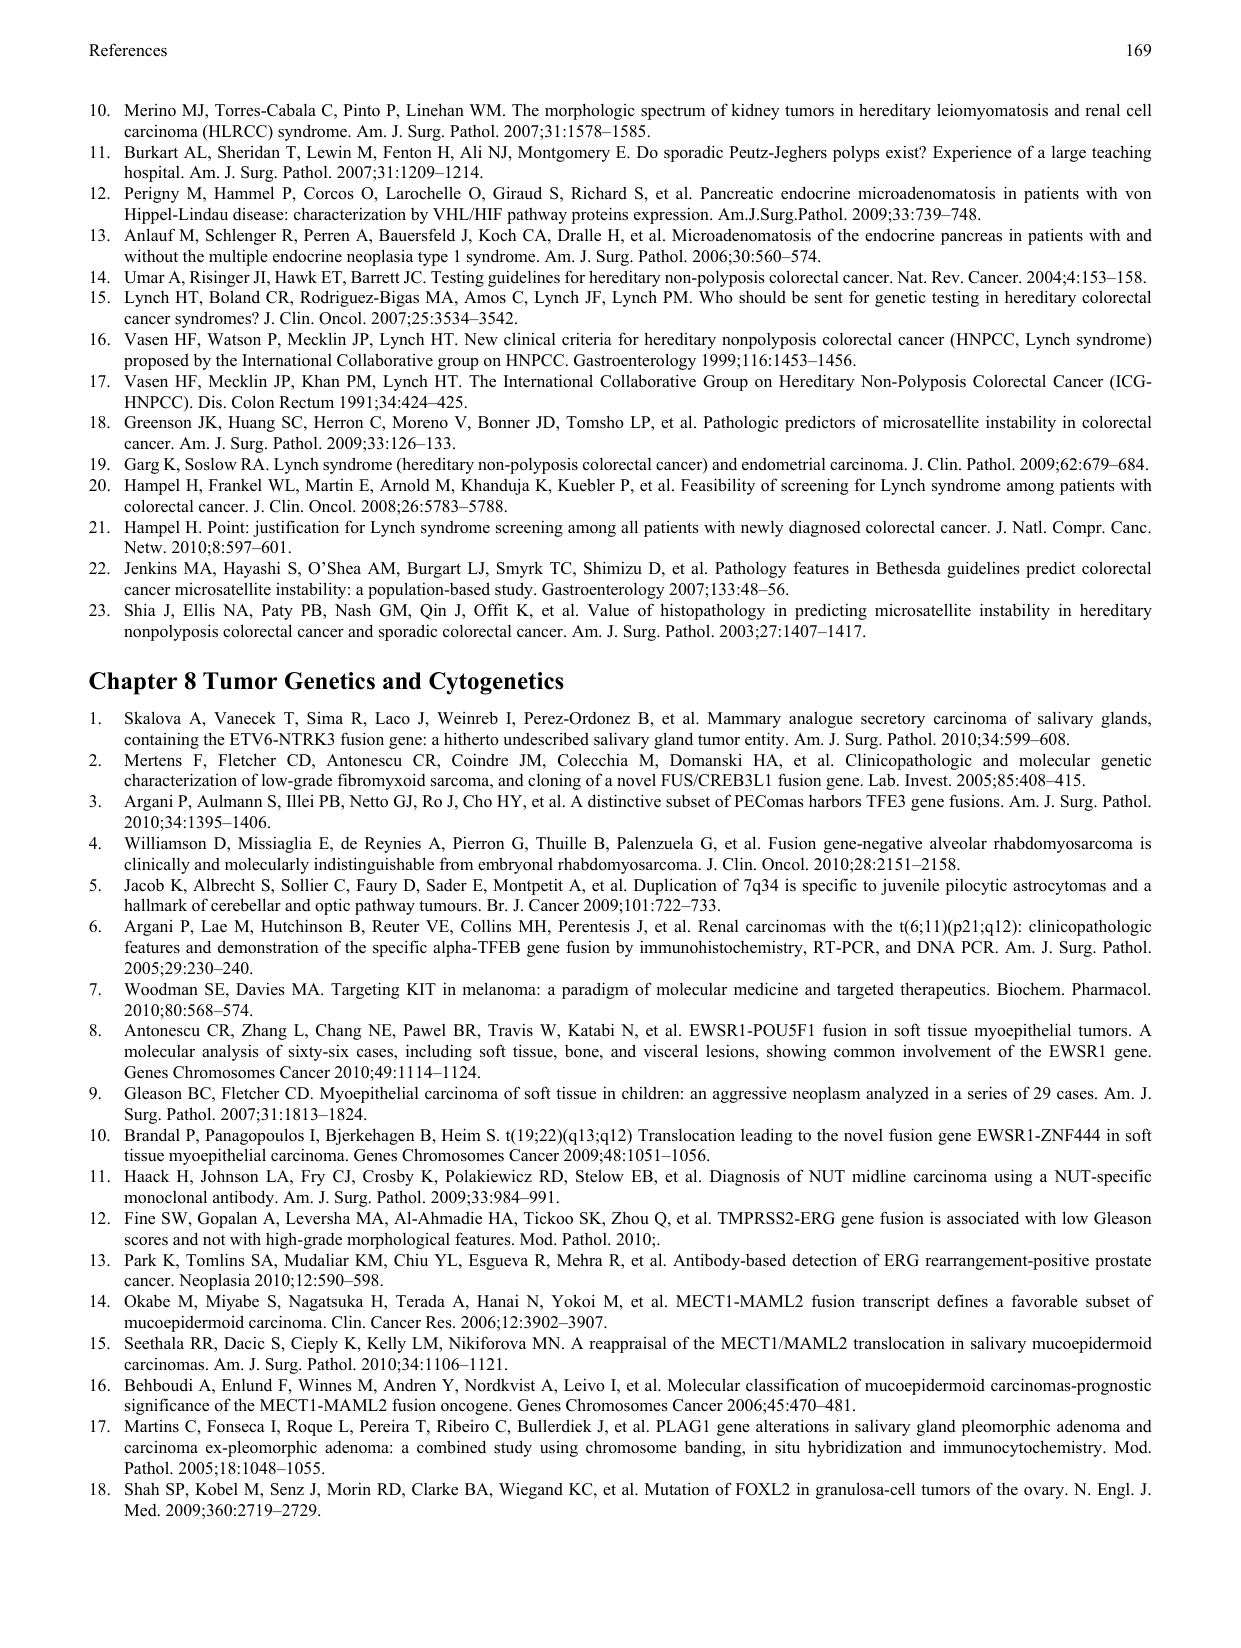 References 169
10. Merino MJ, Torres-Cabala C, Pinto P, Linehan WM. The morphologic spectrum of kidney tumors in hereditary leiomyomatosis and renal cell
carcinoma (HLRCC) syndrome. Am. J. Surg. Pathol. 2007;31:1578–1585.
11. Burkart AL, Sheridan T, Lewin M, Fenton H, Ali NJ, Montgomery E. Do sporadic Peutz-Jeghers polyps exist? Experience of a large teaching
hospital. Am. J. Surg. Pathol. 2007;31:1209–1214.
12. Perigny M, Hammel P, Corcos O, Larochelle O, Giraud S, Richard S, et al. Pancreatic endocrine microadenomatosis in patients with von
Hippel-Lindau disease: characterization by VHL/HIF pathway proteins expression. Am.J.Surg.Pathol. 2009;33:739–748.
13. Anlauf M, Schlenger R, Perren A, Bauersfeld J, Koch CA, Dralle H, et al. Microadenomatosis of the endocrine pancreas in patients with and
without the multiple endocrine neoplasia type 1 syndrome. Am. J. Surg. Pathol. 2006;30:560–574.
14. Umar A, Risinger JI, Hawk ET, Barrett JC. Testing guidelines for hereditary non-polyposis colorectal cancer. Nat. Rev. Cancer. 2004;4:153–158.
15. Lynch HT, Boland CR, Rodriguez-Bigas MA, Amos C, Lynch JF, Lynch PM. Who should be sent for genetic testing in hereditary colorectal
cancer syndromes? J. Clin. Oncol. 2007;25:3534–3542.
16. Vasen HF, Watson P, Mecklin JP, Lynch HT. New clinical criteria for hereditary nonpolyposis colorectal cancer (HNPCC, Lynch syndrome)
proposed by the International Collaborative group on HNPCC. Gastroenterology 1999;116:1453–1456.
17. Vasen HF, Mecklin JP, Khan PM, Lynch HT. The International Collaborative Group on Hereditary Non-Polyposis Colorectal Cancer (ICG-
HNPCC). Dis. Colon Rectum 1991;34:424–425.
18. Greenson JK, Huang SC, Herron C, Moreno V, Bonner JD, Tomsho LP, et al. Pathologic predictors of microsatellite instability in colorectal
cancer. Am. J. Surg. Pathol. 2009;33:126–133.
19. Garg K, Soslow RA. Lynch syndrome (hereditary non-polyposis colorectal cancer) and endometrial carcinoma. J. Clin. Pathol. 2009;62:679–684.
20. Hampel H, Frankel WL, Martin E, Arnold M, Khanduja K, Kuebler P, et al. Feasibility of screening for Lynch syndrome among patients with
colorectal cancer. J. Clin. Oncol. 2008;26:5783–5788.
21. Hampel H. Point: justification for Lynch syndrome screening among all patients with newly diagnosed colorectal cancer. J. Natl. Compr. Canc.
Netw. 2010;8:597–601.
22. Jenkins MA, Hayashi S, O’Shea AM, Burgart LJ, Smyrk TC, Shimizu D, et al. Pathology features in Bethesda guidelines predict colorectal
cancer microsatellite instability: a population-based study. Gastroenterology 2007;133:48–56.
23. Shia J, Ellis NA, Paty PB, Nash GM, Qin J, Offit K, et al. Value of histopathology in predicting microsatellite instability in hereditary
nonpolyposis colorectal cancer and sporadic colorectal cancer. Am. J. Surg. Pathol. 2003;27:1407–1417.
Chapter 8 Tumor Genetics and Cytogenetics
1. Skalova A, Vanecek T, Sima R, Laco J, Weinreb I, Perez-Ordonez B, et al. Mammary analogue secretory carcinoma of salivary glands,
containing the ETV6-NTRK3 fusion gene: a hitherto undescribed salivary gland tumor entity. Am. J. Surg. Pathol. 2010;34:599–608.
2. Mertens F, Fletcher CD, Antonescu CR, Coindre JM, Colecchia M, Domanski HA, et al. Clinicopathologic and molecular genetic
characterization of low-grade fibromyxoid sarcoma, and cloning of a novel FUS/CREB3L1 fusion gene. Lab. Invest. 2005;85:408–415.
3. Argani P, Aulmann S, Illei PB, Netto GJ, Ro J, Cho HY, et al. A distinctive subset of PEComas harbors TFE3 gene fusions. Am. J. Surg. Pathol.
2010;34:1395–1406.
4. Williamson D, Missiaglia E, de Reynies A, Pierron G, Thuille B, Palenzuela G, et al. Fusion gene-negative alveolar rhabdomyosarcoma is
clinically and molecularly indistinguishable from embryonal rhabdomyosarcoma. J. Clin. Oncol. 2010;28:2151–2158.
5. Jacob K, Albrecht S, Sollier C, Faury D, Sader E, Montpetit A, et al. Duplication of 7q34 is specific to juvenile pilocytic astrocytomas and a
hallmark of cerebellar and optic pathway tumours. Br. J. Cancer 2009;101:722–733.
6. Argani P, Lae M, Hutchinson B, Reuter VE, Collins MH, Perentesis J, et al. Renal carcinomas with the t(6;11)(p21;q12): clinicopathologic
features and demonstration of the specific alpha-TFEB gene fusion by immunohistochemistry, RT-PCR, and DNA PCR. Am. J. Surg. Pathol.
2005;29:230–240.
7. Woodman SE, Davies MA. Targeting KIT in melanoma: a paradigm of molecular medicine and targeted therapeutics. Biochem. Pharmacol.
2010;80:568–574.
8. Antonescu CR, Zhang L, Chang NE, Pawel BR, Travis W, Katabi N, et al. EWSR1-POU5F1 fusion in soft tissue myoepithelial tumors. A
molecular analysis of sixty-six cases, including soft tissue, bone, and visceral lesions, showing common involvement of the EWSR1 gene.
Genes Chromosomes Cancer 2010;49:1114–1124.
9. Gleason BC, Fletcher CD. Myoepithelial carcinoma of soft tissue in children: an aggressive neoplasm analyzed in a series of 29 cases. Am. J.
Surg. Pathol. 2007;31:1813–1824.
10. Brandal P, Panagopoulos I, Bjerkehagen B, Heim S. t(19;22)(q13;q12) Translocation leading to the novel fusion gene EWSR1-ZNF444 in soft
tissue myoepithelial carcinoma. Genes Chromosomes Cancer 2009;48:1051–1056.
11. Haack H, Johnson LA, Fry CJ, Crosby K, Polakiewicz RD, Stelow EB, et al. Diagnosis of NUT midline carcinoma using a NUT-specific
monoclonal antibody. Am. J. Surg. Pathol. 2009;33:984–991.
12. Fine SW, Gopalan A, Leversha MA, Al-Ahmadie HA, Tickoo SK, Zhou Q, et al. TMPRSS2-ERG gene fusion is associated with low Gleason
scores and not with high-grade morphological features. Mod. Pathol. 2010;.
13. Park K, Tomlins SA, Mudaliar KM, Chiu YL, Esgueva R, Mehra R, et al. Antibody-based detection of ERG rearrangement-positive prostate
cancer. Neoplasia 2010;12:590–598.
14. Okabe M, Miyabe S, Nagatsuka H, Terada A, Hanai N, Yokoi M, et al. MECT1-MAML2 fusion transcript defines a favorable subset of
mucoepidermoid carcinoma. Clin. Cancer Res. 2006;12:3902–3907.
15. Seethala RR, Dacic S, Cieply K, Kelly LM, Nikiforova MN. A reappraisal of the MECT1/MAML2 translocation in salivary mucoepidermoid
carcinomas. Am. J. Surg. Pathol. 2010;34:1106–1121.
16. Behboudi A, Enlund F, Winnes M, Andren Y, Nordkvist A, Leivo I, et al. Molecular classification of mucoepidermoid carcinomas-prognostic
significance of the MECT1-MAML2 fusion oncogene. Genes Chromosomes Cancer 2006;45:470–481.
17. Martins C, Fonseca I, Roque L, Pereira T, Ribeiro C, Bullerdiek J, et al. PLAG1 gene alterations in salivary gland pleomorphic adenoma and
carcinoma ex-pleomorphic adenoma: a combined study using chromosome banding, in situ hybridization and immunocytochemistry. Mod.
Pathol. 2005;18:1048–1055.
18. Shah SP, Kobel M, Senz J, Morin RD, Clarke BA, Wiegand KC, et al. Mutation of FOXL2 in granulosa-cell tumors of the ovary. N. Engl. J.
Med. 2009;360:2719–2729.